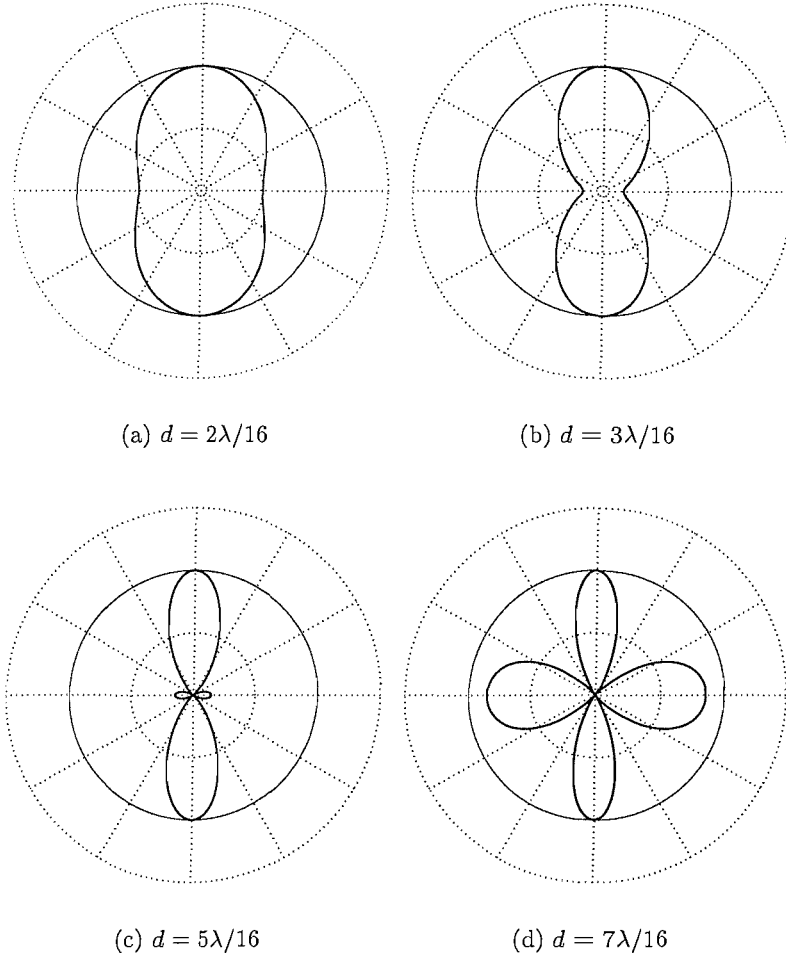 (a) d = 2λ/16
(b) d = 3λ/16
(c) d = 5λ/16
(d) d = 7λ/16